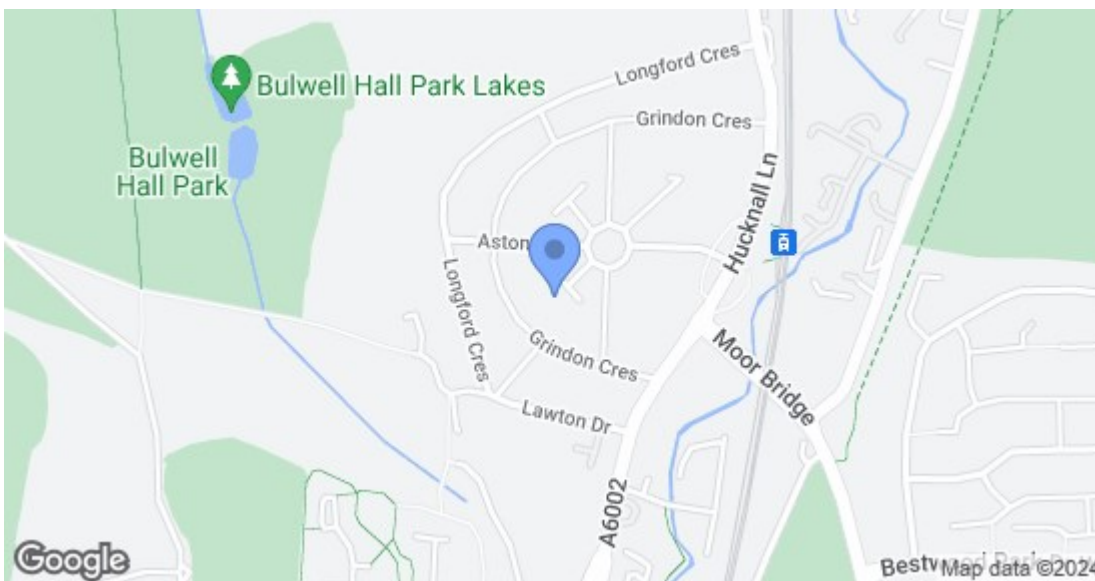 Longford Cres
Bulwell Hall Park Lakes
Grindon Cres
Bulwell
Hall Park
Aston
Hucknall Ln
Longford Cres
Grindon Cres
Moor Bridge
Lawton Dr
A6002
Google
Map data ©2024